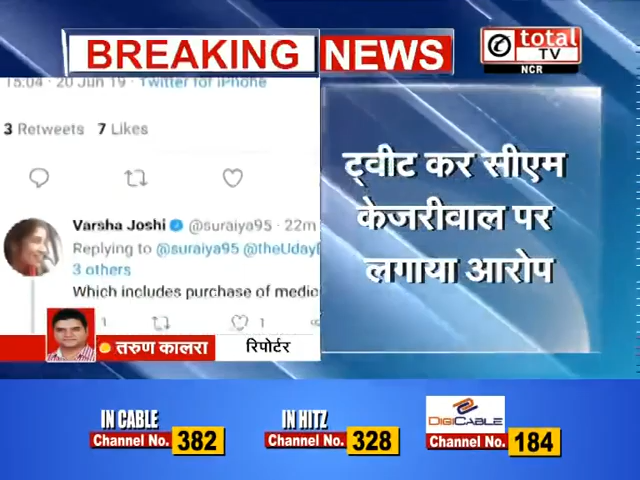 BREAKING NEWS
total
TV
NCR
15:04 · 20 Jun 19 · Twitter for iPhone
3 Retweets 7 Likes
Varsha Joshi @suraiya95 · 22m
Replying to @suraiya95 @theUdayB
3 others
Which includes purchase of medic
1
1
ट्वीट कर सीएम
केजरीवाल पर
लगाया आरोप
तरुण कालरा रिपोर्टर
IN CABLE
Channel No. 382
IN HITZ
Channel No. 328
DIGICABLE
Channel No. 184